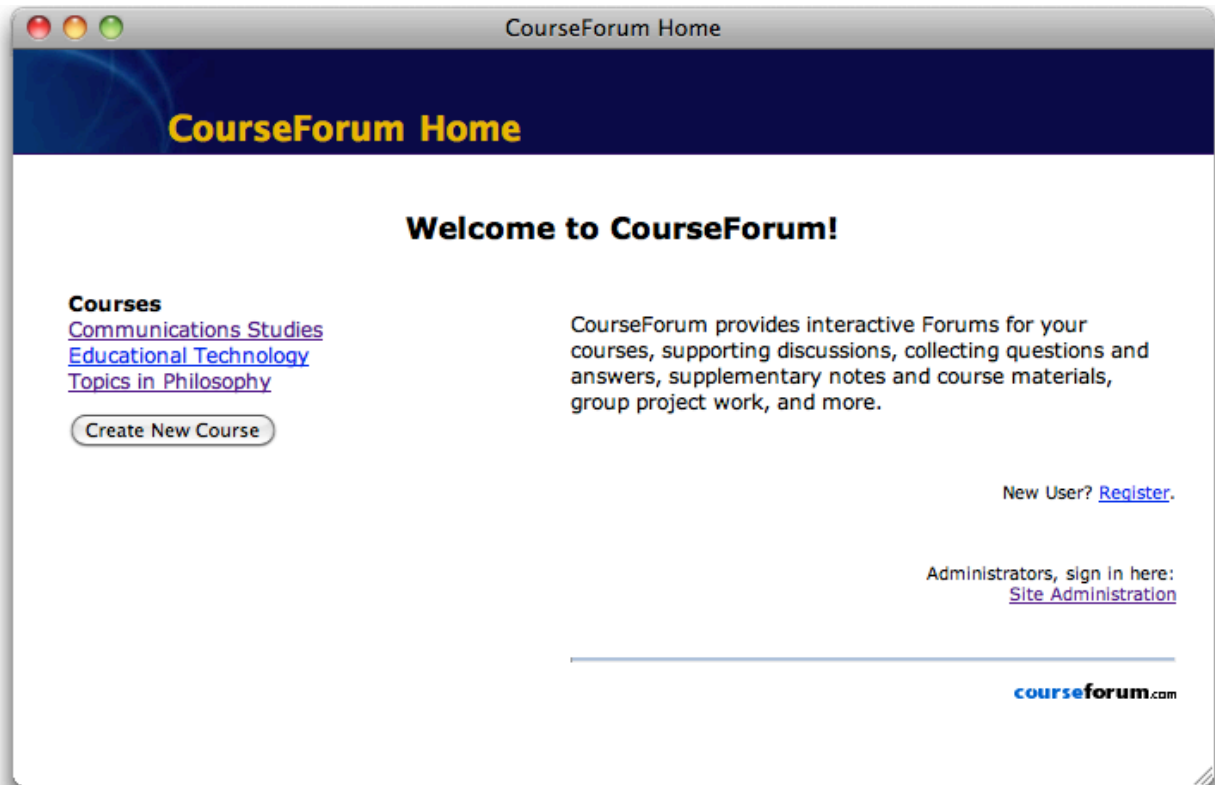 CourseForum Home
CourseForum Home
Welcome to CourseForum!
Courses
Communications Studies
Educational Technology
Topics in Philosophy
Create New Course
CourseForum provides interactive Forums for your
courses, supporting discussions, collecting questions and
answers, supplementary notes and course materials,
group project work, and more.
New User? Register.
Administrators, sign in here:
Site Administration
courseforum.com